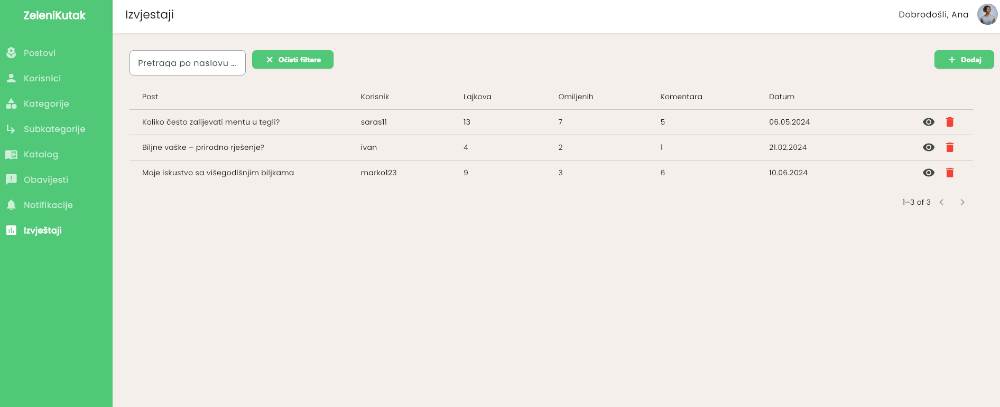 ZeleniKutak
Izvjestaji
Dobrodošli, Ana
Postovi
Korisnici
Kategorije
Subkategorije
Katalog
Obavijesti
Notifikacije
Izvještaji
Pretraga po naslovu ...
Očisti filtere
Dodaj
Post Korisnik Lajkova Omiljenih Komentara Datum
Koliko često zalijevati mentu u tegli? saras11 13 7 5 06.05.2024
Biljne vaške – prirodno rješenje? ivan 4 2 1 21.02.2024
Moje iskustvo sa višegodišnjim biljkama marko123 9 3 6 10.06.2024
1–3 of 3